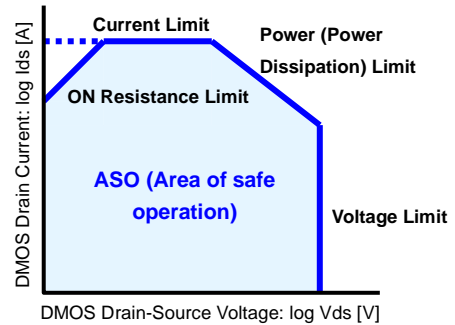 Current Limit
Power (Power
Dissipation) Limit
ON Resistance Limit
ASO (Area of safe
operation)
Voltage Limit
DMOS Drain Current: log Ids [A]
DMOS Drain-Source Voltage: log Vds [V]